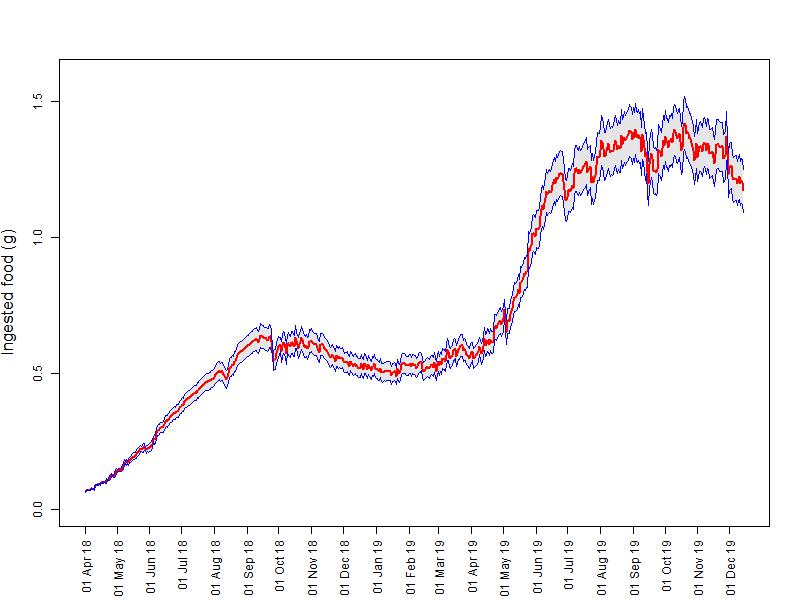 Ingested food (g)
1.5
1.0
0.5
0.0
01 Apr 18
01 May 18
01 Jun 18
01 Jul 18
01 Aug 18
01 Sep 18
01 Oct 18
01 Nov 18
01 Dec 18
01 Jan 19
01 Feb 19
01 Mar 19
01 Apr 19
01 May 19
01 Jun 19
01 Jul 19
01 Aug 19
01 Sep 19
01 Oct 19
01 Nov 19
01 Dec 19